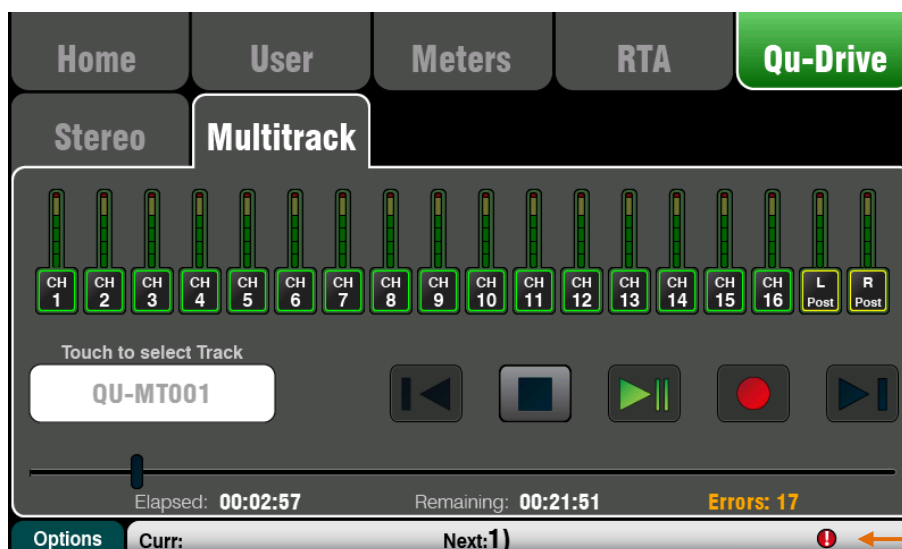 Home User Meters RTA Qu-Drive
Stereo Multitrack
CH 1 CH 2 CH 3 CH 4 CH 5 CH 6 CH 7 CH 8 CH 9 CH 10 CH 11 CH 12 CH 13 CH 14 CH 15 CH 16 L Post R Post
Touch to select Track
QU-MT001
Elapsed: 00:02:57 Remaining: 00:21:51 Errors: 17
Options Curr: Next:1)